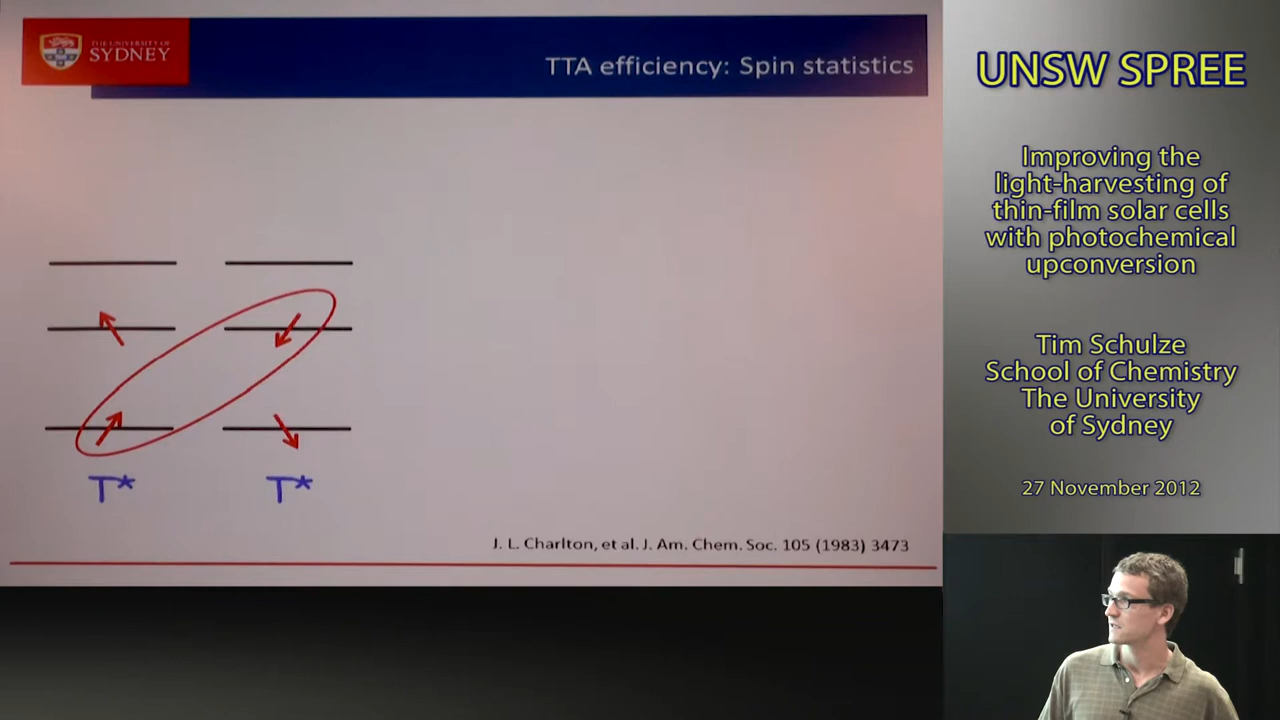 THE UNIVERSITY OF
SYDNEY
TTA efficiency: Spin statistics
T*
T*
J. L. Charlton, et al. J. Am. Chem. Soc. 105 (1983) 3473
UNSW SPREE
Improving the
light-harvesting of
thin-film solar cells
with photochemical
upconversion
Tim Schulze
School of Chemistry
The University
of Sydney
27 November 2012